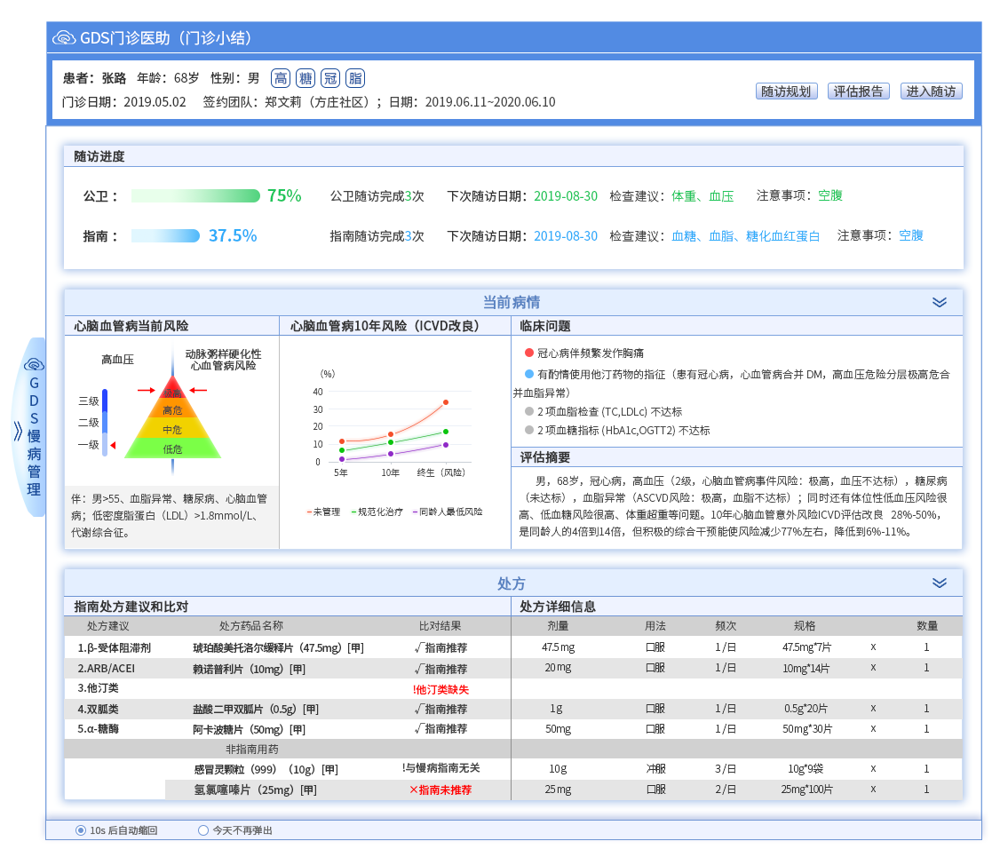 GDS门诊医助（门诊小结）
患者：张路 年龄：68岁 性别：男 高 糖 冠 脂
门诊日期：2019.05.02 签约团队：郑文莉（方庄社区）；日期：2019.06.11~2020.06.10
随访规划 评估报告 进入随访
随访进度
公卫： 75% 公卫随访完成3次 下次随访日期：2019-08-30 检查建议：体重、血压 注意事项：空腹
指南： 37.5% 指南随访完成3次 下次随访日期：2019-08-30 检查建议：血糖、血脂、糖化血红蛋白 注意事项：空腹
GDS慢病管理
当前病情
心脑血管病当前风险
高血压
动脉粥样硬化性
心血管病风险
三级
二级
一级
极高
高危
中危
低危
伴：男>55、血脂异常、糖尿病、心脑血管
病；低密度脂蛋白（LDL）>1.8mmol/L、
代谢综合征。
心脑血管病10年风险（ICVD改良）
(%)
40
30
20
10
0
5年 10年 终生（风险）
未管理 规范化治疗 同龄人最低风险
临床问题
冠心病伴频繁发作胸痛
有酌情使用他汀药物的指征（患有冠心病，心血管病合并 DM，高血压危险分层极高危合
并血脂异常）
2 项血脂检查 (TC,LDLc) 不达标
2 项血糖指标 (HbA1c,OGTT2) 不达标
评估摘要
男，68岁，冠心病，高血压（2级，心脑血管病事件风险：极高，血压不达标），糖尿病
（未达标），血脂异常（ASCVD风险：极高，血脂不达标）；同时还有体位性低血压风险很
高、低血糖风险很高、体重超重等问题。10年心脑血管意外风险ICVD评估改良 28%-50%，
是同龄人的4倍到14倍，但积极的综合干预能使风险减少77%左右，降低到6%-11%。
处方
指南处方建议和比对 处方详细信息
处方建议 处方药品名称 比对结果 剂量 用法 频次 规格 数量
1.β-受体阻滞剂 琥珀酸美托洛尔缓释片（47.5mg）[甲] √指南推荐 47.5 mg 口服 1 /日 47.5mg*7片 x 1
2.ARB/ACEI 赖诺普利片（10mg）[甲] √指南推荐 20 mg 口服 1 /日 10mg*14片 x 1
3.他汀类 !他汀类缺失
4.双胍类 盐酸二甲双胍片（0.5g）[甲] √指南推荐 1 g 口服 1 /日 0.5g*20片 x 1
5.α-糖酶 阿卡波糖片（50mg）[甲] √指南推荐 50mg 口服 1 /日 50mg*30片 x 1
非指南用药
感冒灵颗粒（999）（10g）[甲] !与慢病指南无关 10 g 冲服 3 /日 10g*9袋 x 1
氢氯噻嗪片（25mg）[甲] ×指南未推荐 25 mg 口服 2 /日 25mg*100片 x 1
10s 后自动缩回 今天不再弹出